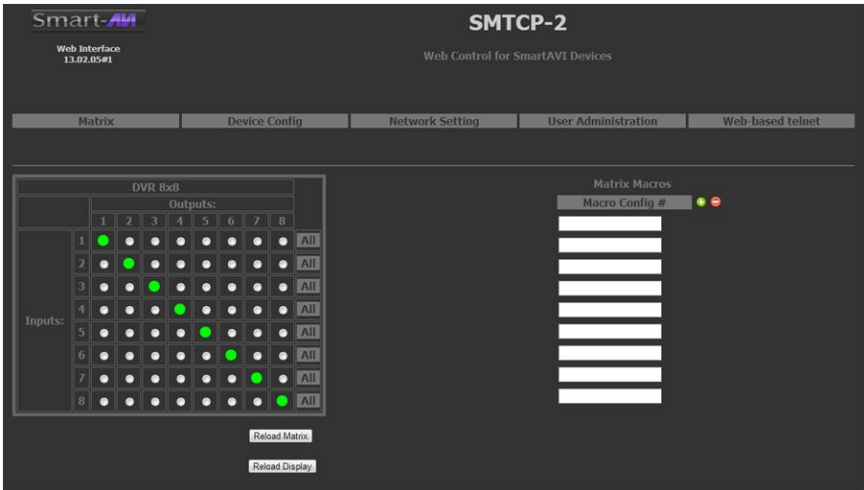 Smart-AVI
SMTCP-2
Web Interface
13.02.05#1
Web Control for SmartAVI Devices
Matrix Device Config Network Setting User Administration Web-based telnet
DVR 8x8
Outputs:
1 2 3 4 5 6 7 8
Inputs:
1 All
2 All
3 All
4 All
5 All
6 All
7 All
8 All
Reload Matrix
Reload Display
Matrix Macros
Macro Config #